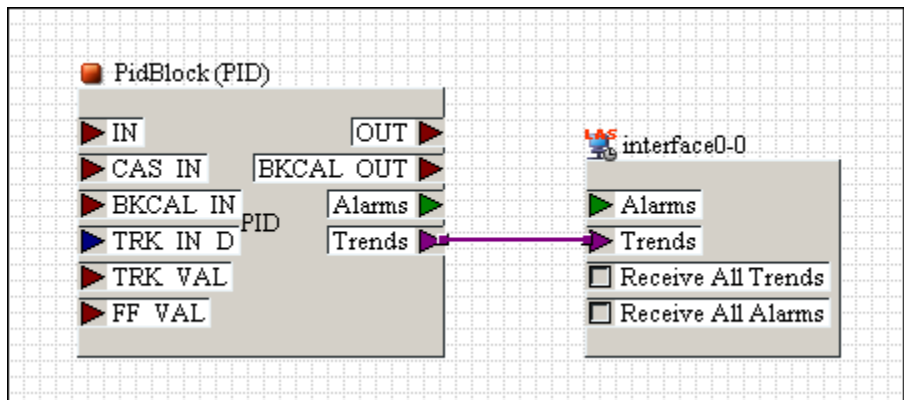 PidBlock (PID)
IN
OUT
CAS IN
BKCAL OUT
BKCAL IN
Alarms
PID
TRK IN D
Trends
TRK VAL
FF VAL
LAS
interface0-0
Alarms
Trends
Receive All Trends
Receive All Alarms